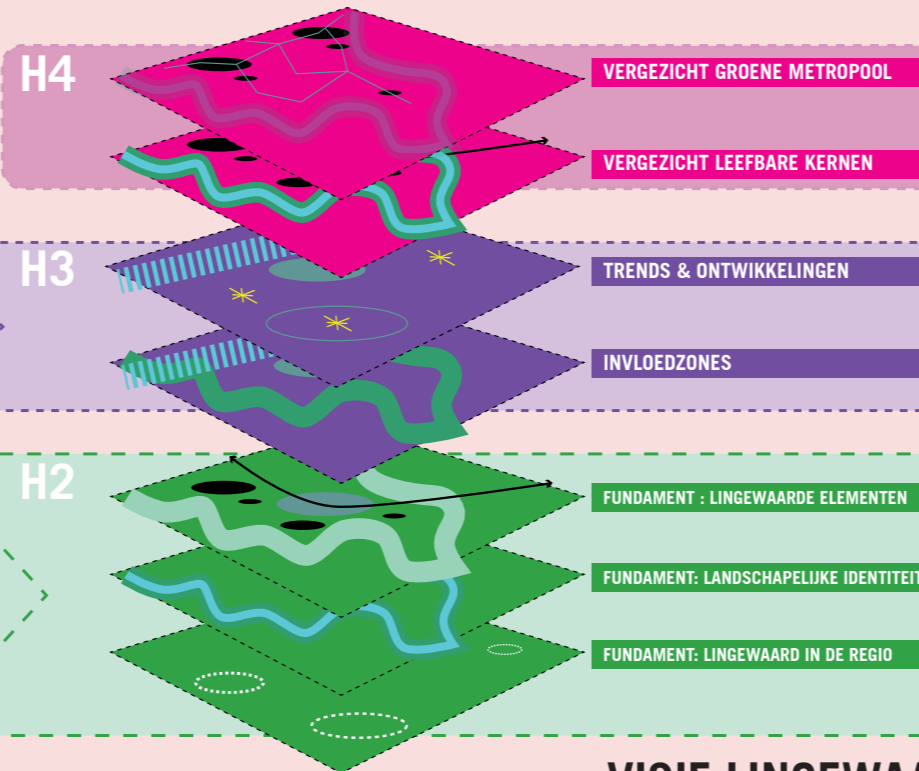 H4
VERGEZICHT GROENE METROPOOL
VERGEZICHT LEEFBARE KERNEN
H3
TRENDS & ONTWIKKELINGEN
INVLOEDZONES
H2
FUNDAMENT : LINGEWAARDE ELEMENTEN
FUNDAMENT: LANDSCHAPELIJKE IDENTITEIT
FUNDAMENT: LINGEWAARD IN DE REGIO